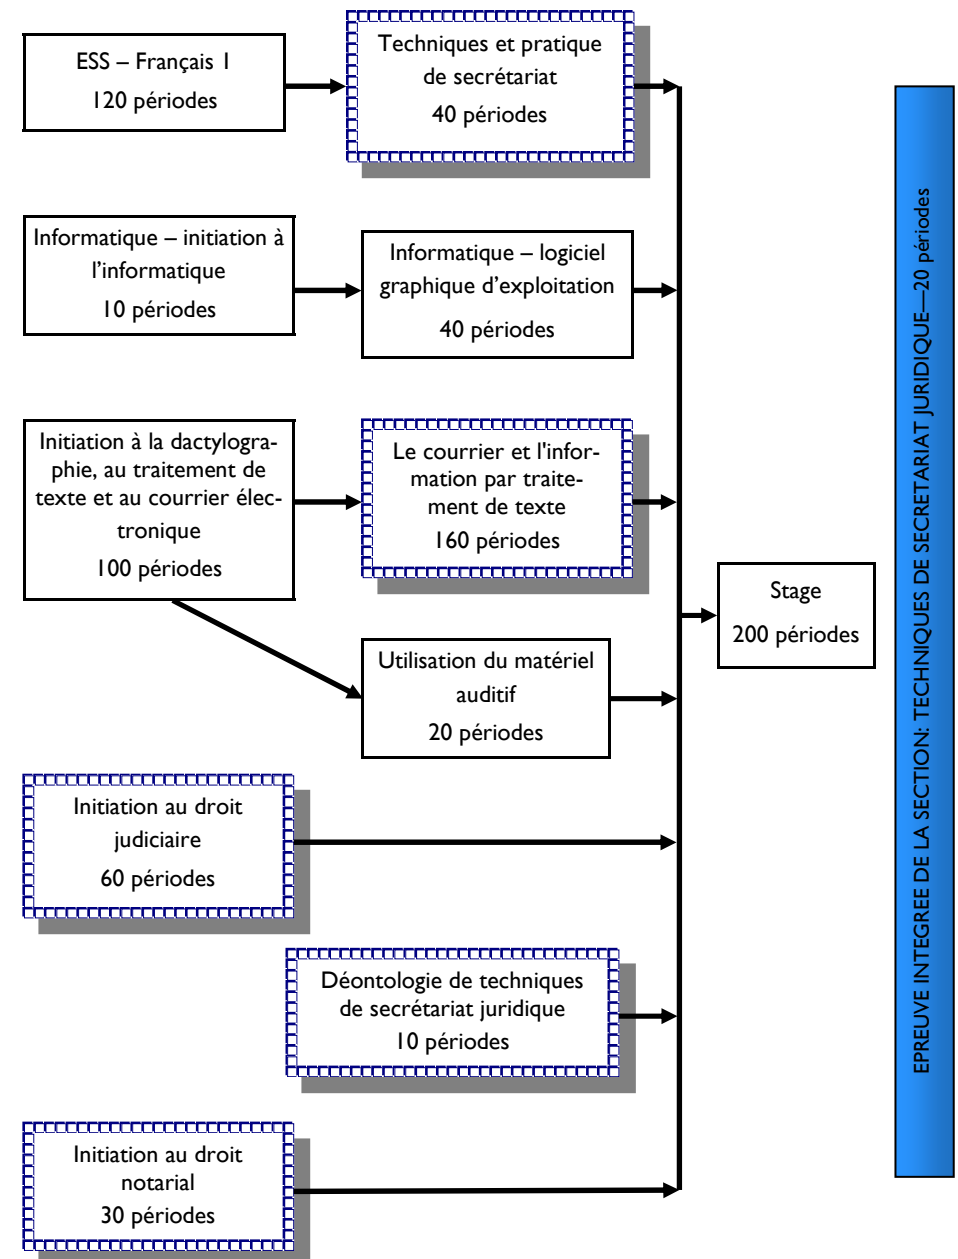 ESS – Français 1
120 périodes
Techniques et pratique
de secrétariat
40 périodes
Informatique – initiation à
l’informatique
10 périodes
Informatique – logiciel
graphique d’exploitation
40 périodes
Initiation à la dactylogra-
phie, au traitement de
texte et au courrier élec-
tronique
100 périodes
Le courrier et l'infor-
mation par traite-
ment de texte
160 périodes
Utilisation du matériel
auditif
20 périodes
Initiation au droit
judiciaire
60 périodes
Déontologie de techniques
de secrétariat juridique
10 périodes
Initiation au droit
notarial
30 périodes
Stage
200 périodes
EPREUVE INTEGREE DE LA SECTION: TECHNIQUES DE SECRETARIAT JURIDIQUE—20 périodes